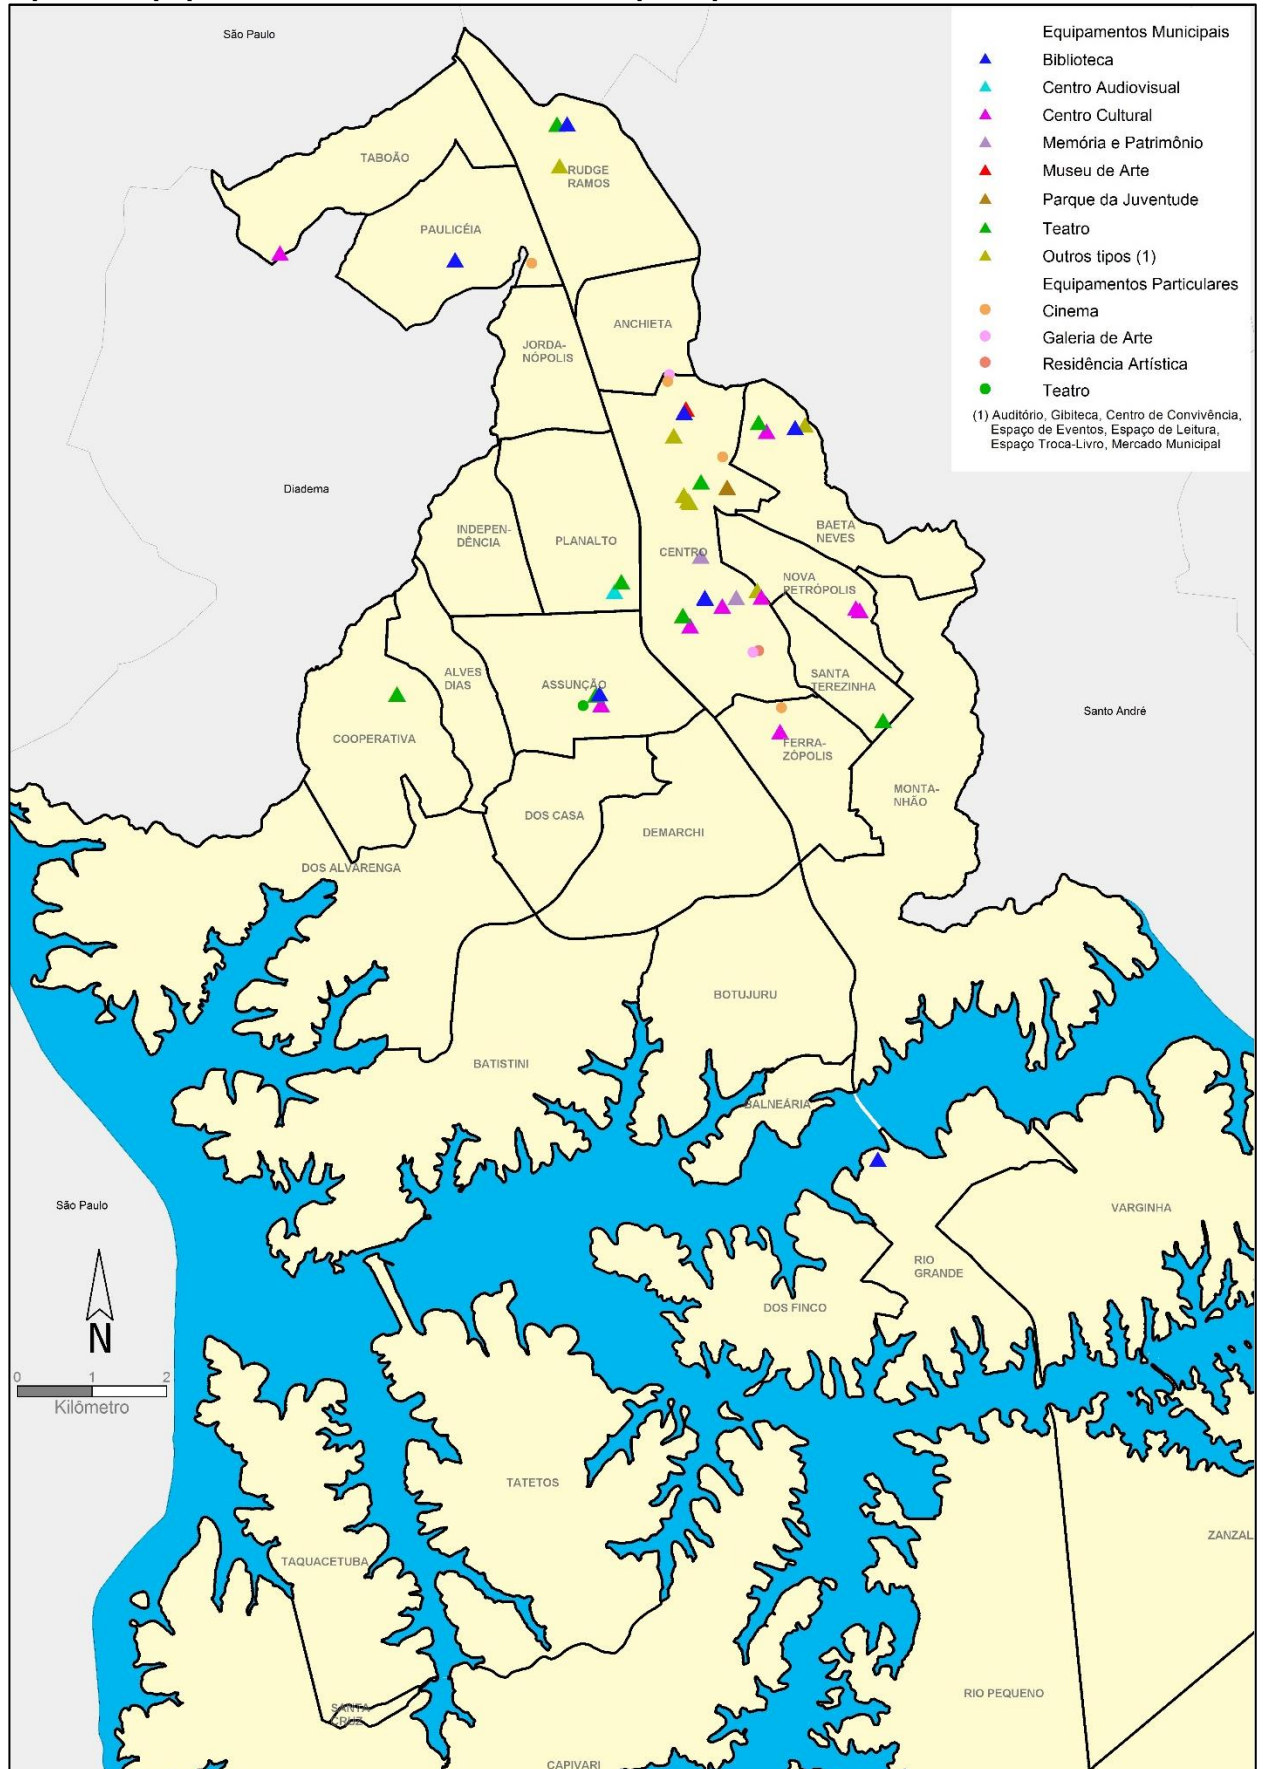 São Paulo
Equipamentos Municipais
Biblioteca
Centro Audiovisual
Centro Cultural
Memória e Patrimônio
Museu de Arte
Parque da Juventude
Teatro
Outros tipos (1)
Equipamentos Particulares
Cinema
Galeria de Arte
Residência Artística
Teatro
(1) Auditório, Gibiteca, Centro de Convivência,
Espaço de Eventos, Espaço de Leitura,
Espaço Troca-Livro, Mercado Municipal
TABOÃO
RUDGE
RAMOS
PAULICÉIA
ANCHIETA
JORDA-
NÓPOLIS
Diadema
INDEPEN-
DÊNCIA
PLANALTO
CENTRO
BAETA
NEVES
NOVA
PETRÓPOLIS
ALVES
DIAS
ASSUNÇÃO
SANTA
TEREZINHA
Santo André
COOPERATIVA
FERRA-
ZÓPOLIS
MONTA-
NHÃO
DOS CASA
DEMARCHI
DOS ALVARENGA
BOTUJURU
BATISTINI
BALNEÁRIA
São Paulo
VARGINHA
RIO
GRANDE
DOS FINCO
N
0 1 2
Kilômetro
TATETOS
ZANZAL
TAQUACETUBA
RIO PEQUENO
SANTA
CRUZ
CAPIVARI